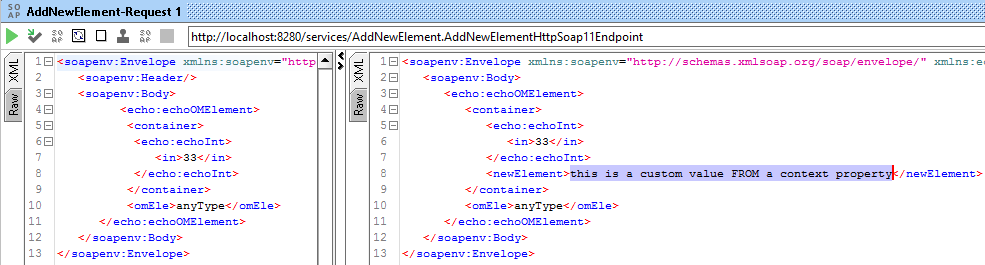 SO AP AddNewElement-Request 1
SO AP http://localhost:8280/services/AddNewElement.AddNewElementHttpSoap11Endpoint
XML
Raw
1 <soapenv:Envelope xmlns:soapenv="http
2 <soapenv:Header/>
3 <soapenv:Body>
4 <echo:echoOMElement>
5 <container>
6 <echo:echoInt>
7 <in>33</in>
8 </echo:echoInt>
9 </container>
10 <omEle>anyType</omEle>
11 </echo:echoOMElement>
12 </soapenv:Body>
13 </soapenv:Envelope>
XML
Raw
1 <soapenv:Envelope xmlns:soapenv="http://schemas.xmlsoap.org/soap/envelope/" xmlns:e
2 <soapenv:Body>
3 <echo:echoOMElement>
4 <container>
5 <echo:echoInt>
6 <in>33</in>
7 </echo:echoInt>
8 <newElement>this is a custom value FROM a context property</newElement>
9 </container>
10 <omEle>anyType</omEle>
11 </echo:echoOMElement>
12 </soapenv:Body>
13 </soapenv:Envelope>